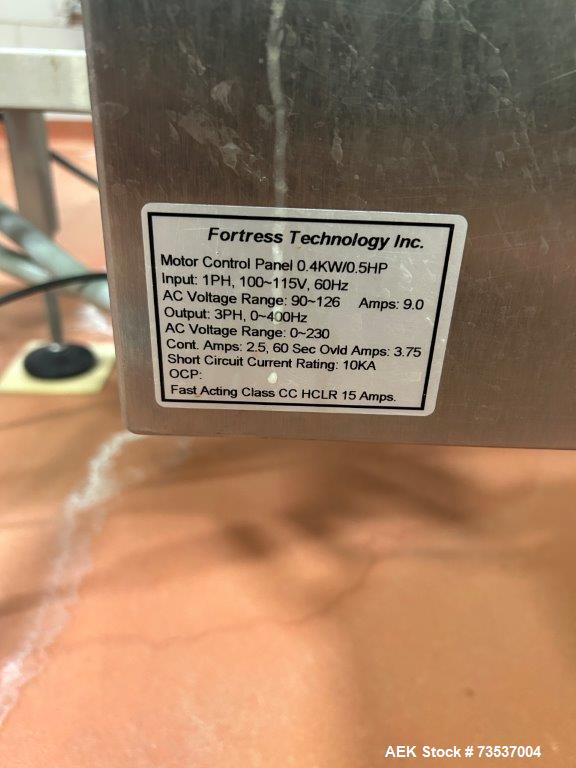 Fortress Technology Inc.
Motor Control Panel 0.4KW/0.5HP
Input: 1PH, 100~115V, 60Hz
AC Voltage Range: 90~126 Amps: 9.0
Output: 3PH, 0~400Hz
AC Voltage Range: 0~230
Cont. Amps: 2.5, 60 Sec Ovld Amps: 3.75
Short Circuit Current Rating: 10KA
OCP:
Fast Acting Class CC HCLR 15 Amps.
AEK Stock # 73537004